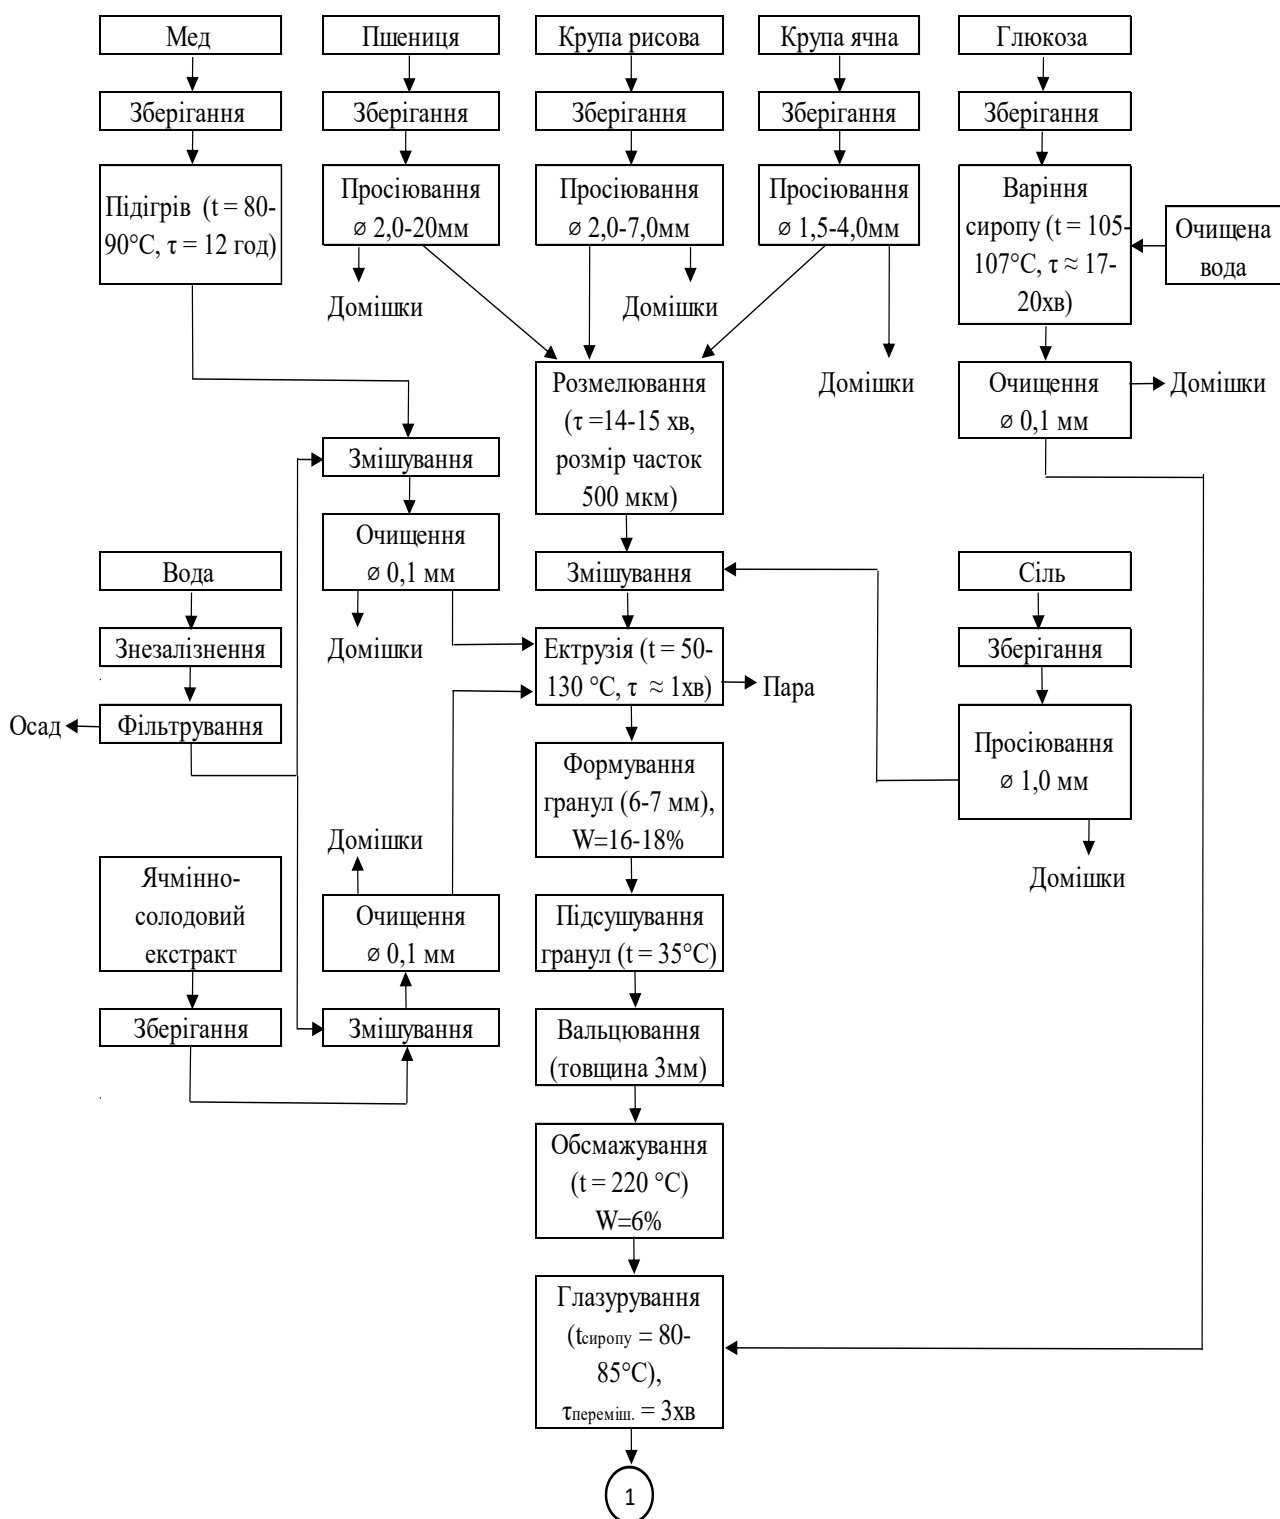 Мед
Пшениця
Крупа рисова
Крупа ячна
Глюкоза
Зберігання
Зберігання
Зберігання
Зберігання
Зберігання
Підігрів (t = 80-
90°C, τ = 12 год)
Просіювання
⌀ 2,0-20мм
Просіювання
⌀ 2,0-7,0мм
Просіювання
⌀ 1,5-4,0мм
Варіння
сиропу (t = 105-
107°C, τ ≈ 17-
20хв)
Очищена
вода
Домішки
Домішки
Домішки
Розмелювання
(τ =14-15 хв,
розмір часток
500 мкм)
Очищення
⌀ 0,1 мм
Домішки
Змішування
Очищення
⌀ 0,1 мм
Домішки
Вода
Знезалізнення
Фільтрування
Осад
Змішування
Сіль
Зберігання
Просіювання
⌀ 1,0 мм
Домішки
Ектрузія (t = 50-
130 °C, τ ≈ 1хв)
Пара
Формування
гранул (6-7 мм),
W=16-18%
Домішки
Ячмінно-
солодовий
екстракт
Очищення
⌀ 0,1 мм
Підсушування
гранул (t = 35°C)
Зберігання
Змішування
Вальцювання
(товщина 3мм)
Обсмажування
(t = 220 °C)
W=6%
Глазурування
(tсиропу = 80-
85°C),
τпереміш. = 3хв
1